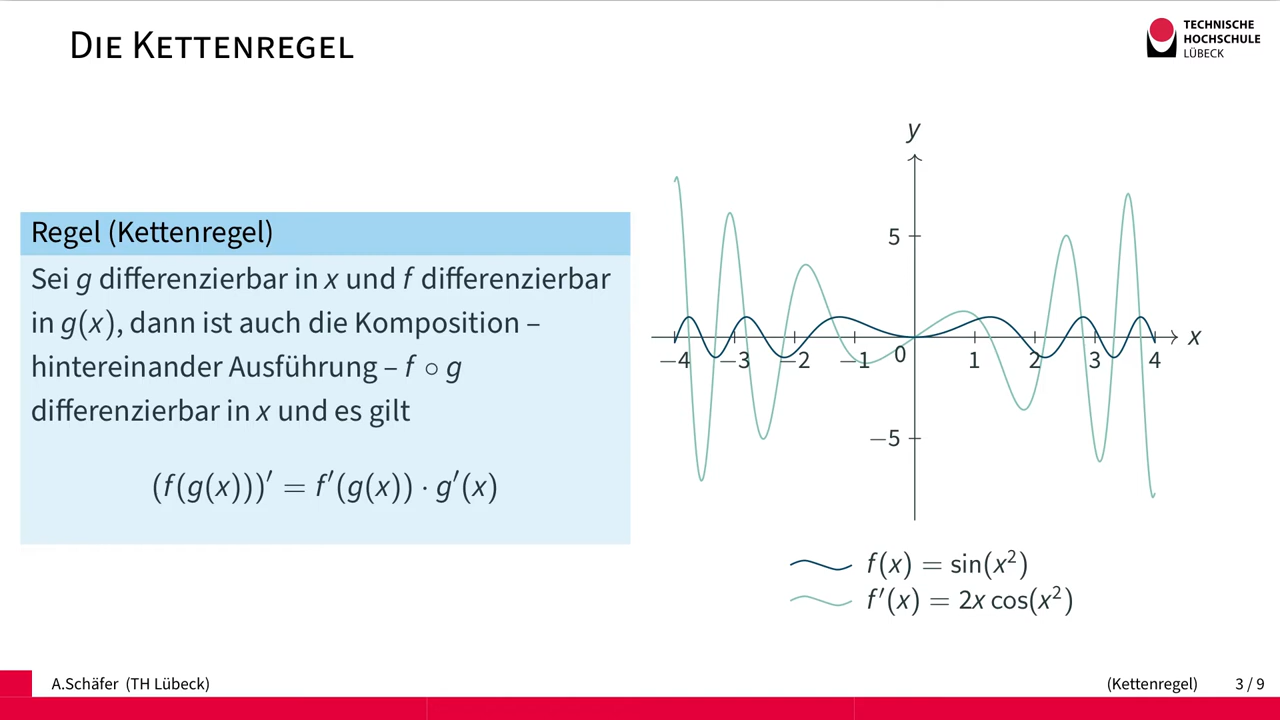 Die Kettenregel
TECHNISCHE
HOCHSCHULE
LÜBECK
Regel (Kettenregel)
Sei g differenzierbar in x und f differenzierbar
in g(x), dann ist auch die Komposition –
hintereinander Ausführung – f ∘ g
differenzierbar in x und es gilt
(f(g(x)))′ = f′(g(x)) · g′(x)
y
5
x
−4 −3 −2 −1 0 1 2 3 4
−5
f(x) = sin(x²)
f′(x) = 2x cos(x²)
A.Schäfer (TH Lübeck)
(Kettenregel) 3 / 9